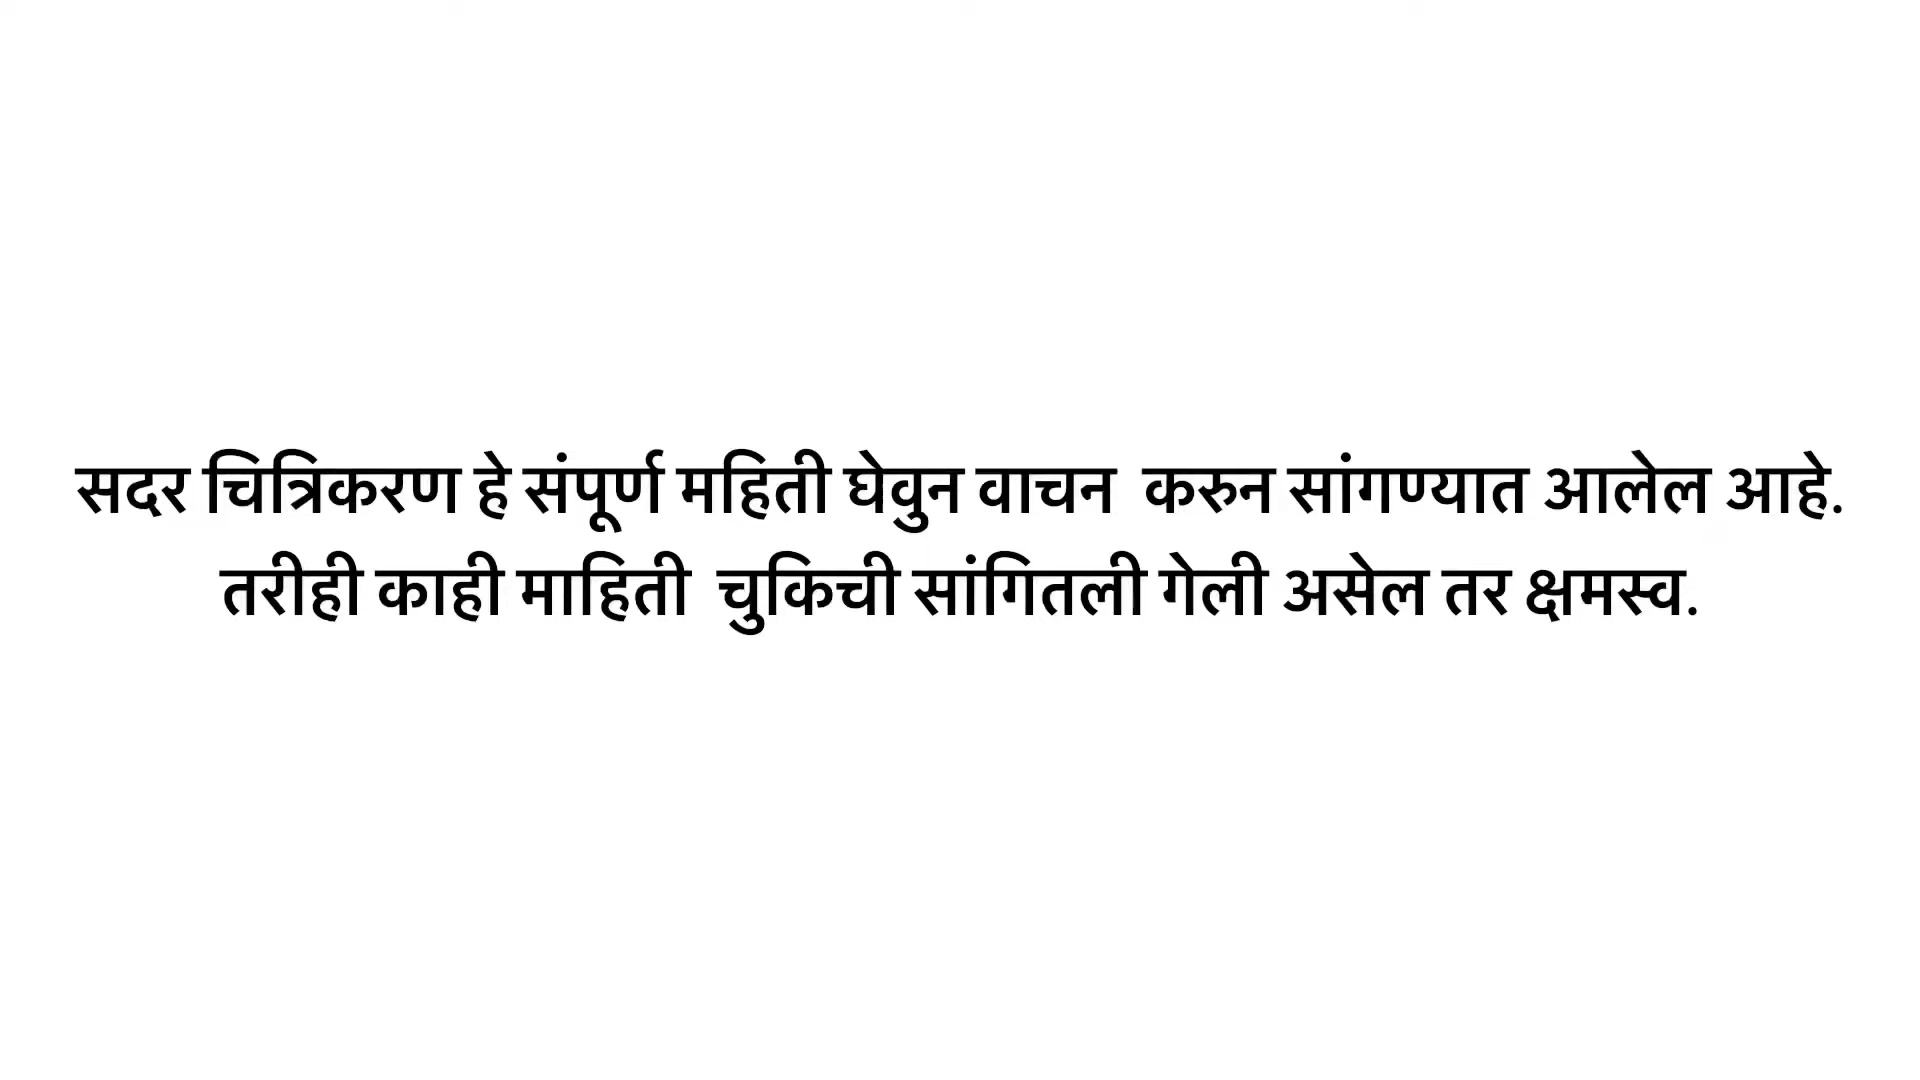 सदर चित्रिकरण हे संपूर्ण महिती घेवुन वाचन  करुन सांगण्यात आलेल आहे.
तरीही काही माहिती  चुकिची सांगितली गेली असेल तर क्षमस्व.